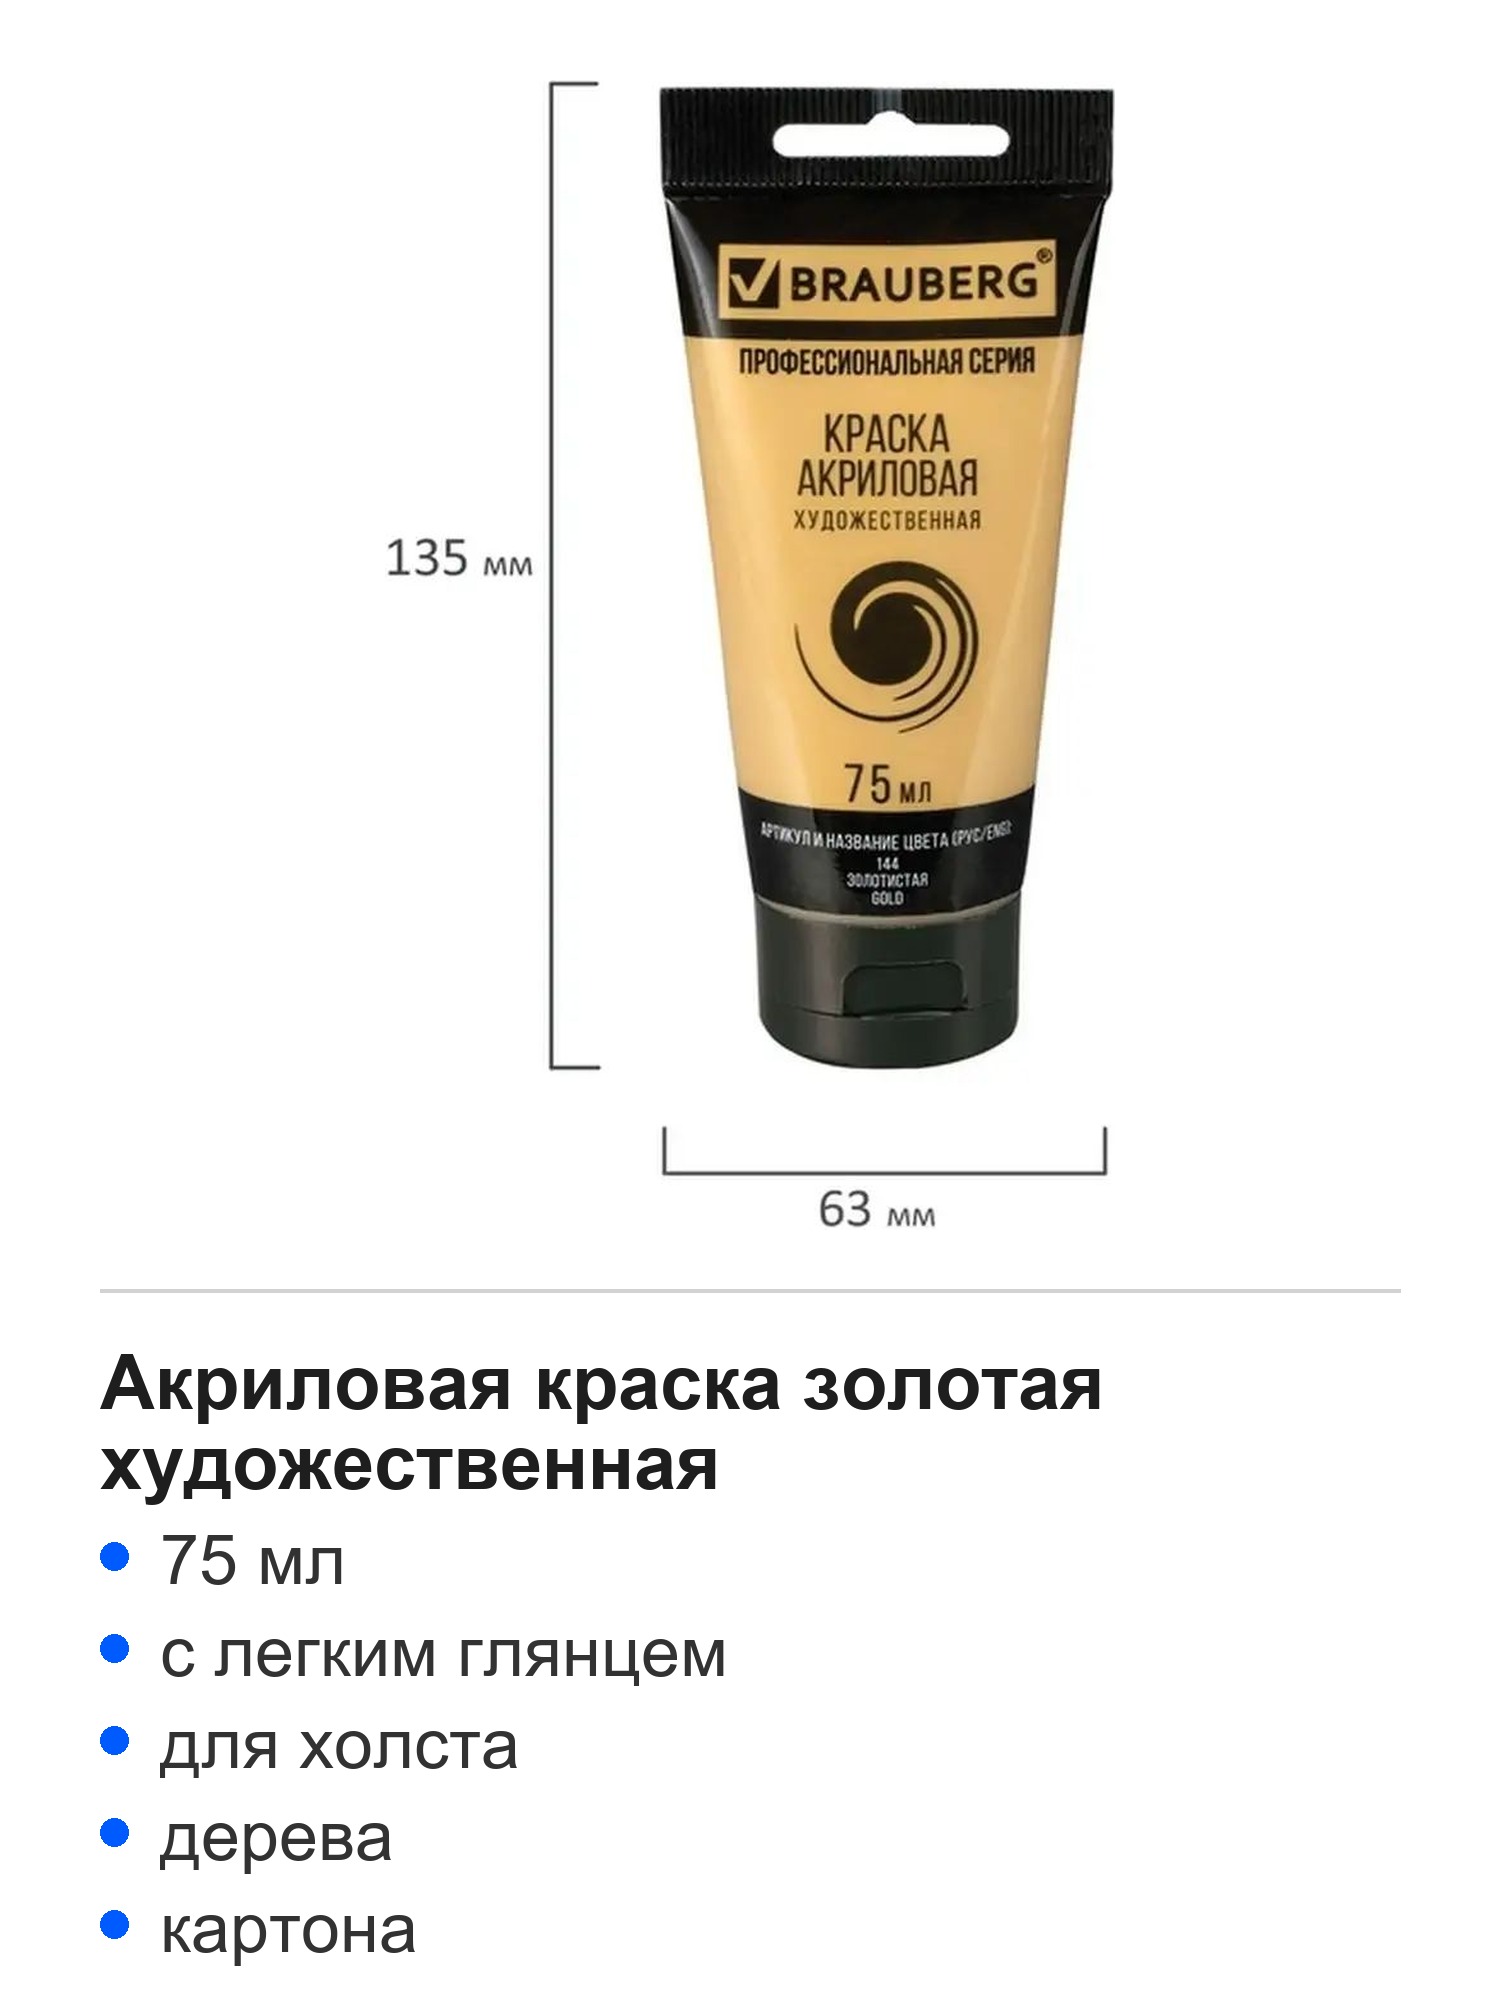 BRAUBERG®
ПРОФЕССИОНАЛЬНАЯ СЕРИЯ
КРАСКА
АКРИЛОВАЯ
ХУДОЖЕСТВЕННАЯ
135 мм
75 мл
АРТИКУЛ И НАЗВАНИЕ ЦВЕТА (РУС/ENG):
144
ЗОЛОТИСТАЯ
GOLD
63 мм
Акриловая краска золотая
художественная
75 мл
с легким глянцем
для холста
дерева
картона